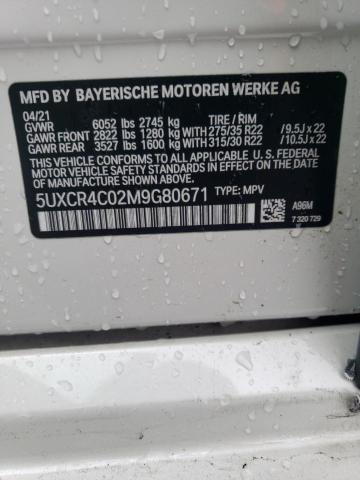 MFD BY BAYERISCHE MOTOREN WERKE AG
04/21
GVWR 6052 lbs 2745 kg TIRE / RIM
GAWR FRONT 2822 lbs 1280 kg WITH 275/35 R22 /9.5J x 22
GAWR REAR 3527 lbs 1600 kg WITH 315/30 R22 /10.5J x 22
THIS VEHICLE CONFORMS TO ALL APPLICABLE U.S. FEDERAL
MOTOR VEHICLE SAFETY STANDARDS IN EFFECT ON THE DATE
OF MANUFACTURE SHOWN ABOVE.
5UXCR4C02M9G80671 TYPE: MPV
A96M
7 320 729